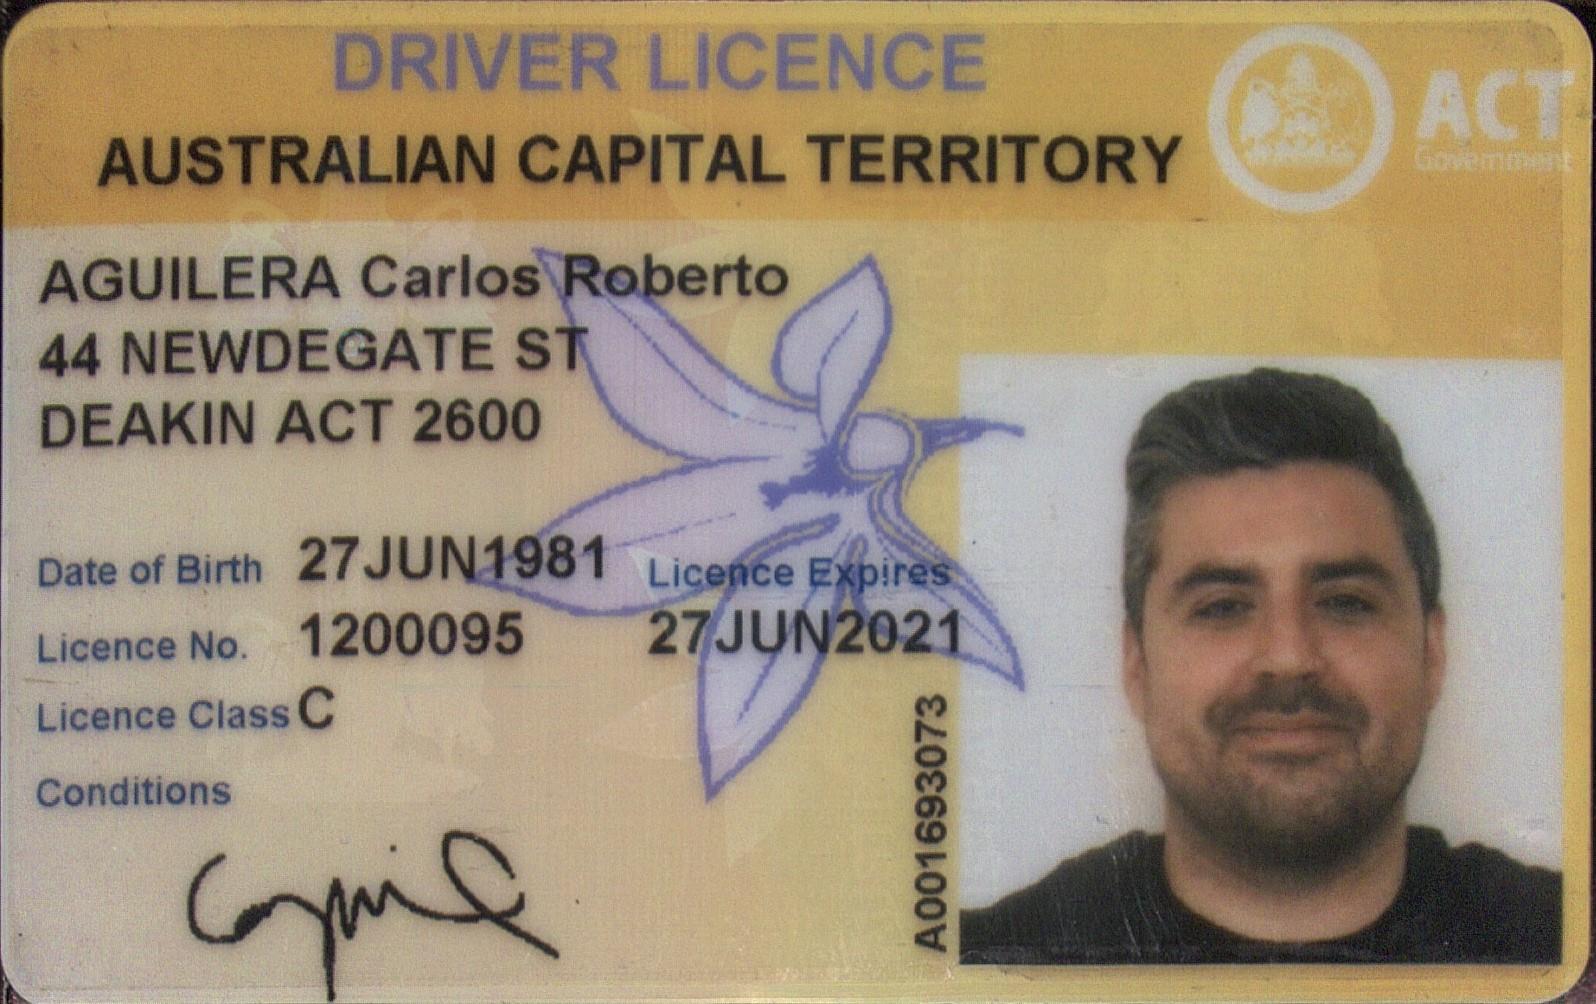 DRIVER LICENCE
AUSTRALIAN CAPITAL TERRITORY
ACT
Government
AGUILERA Carlos Roberto
44 NEWDEGATE ST
DEAKIN ACT 2600
Date of Birth 27JUN1981
Licence Expires
Licence No. 1200095
27JUN2021
Licence Class C
Conditions
A001693073